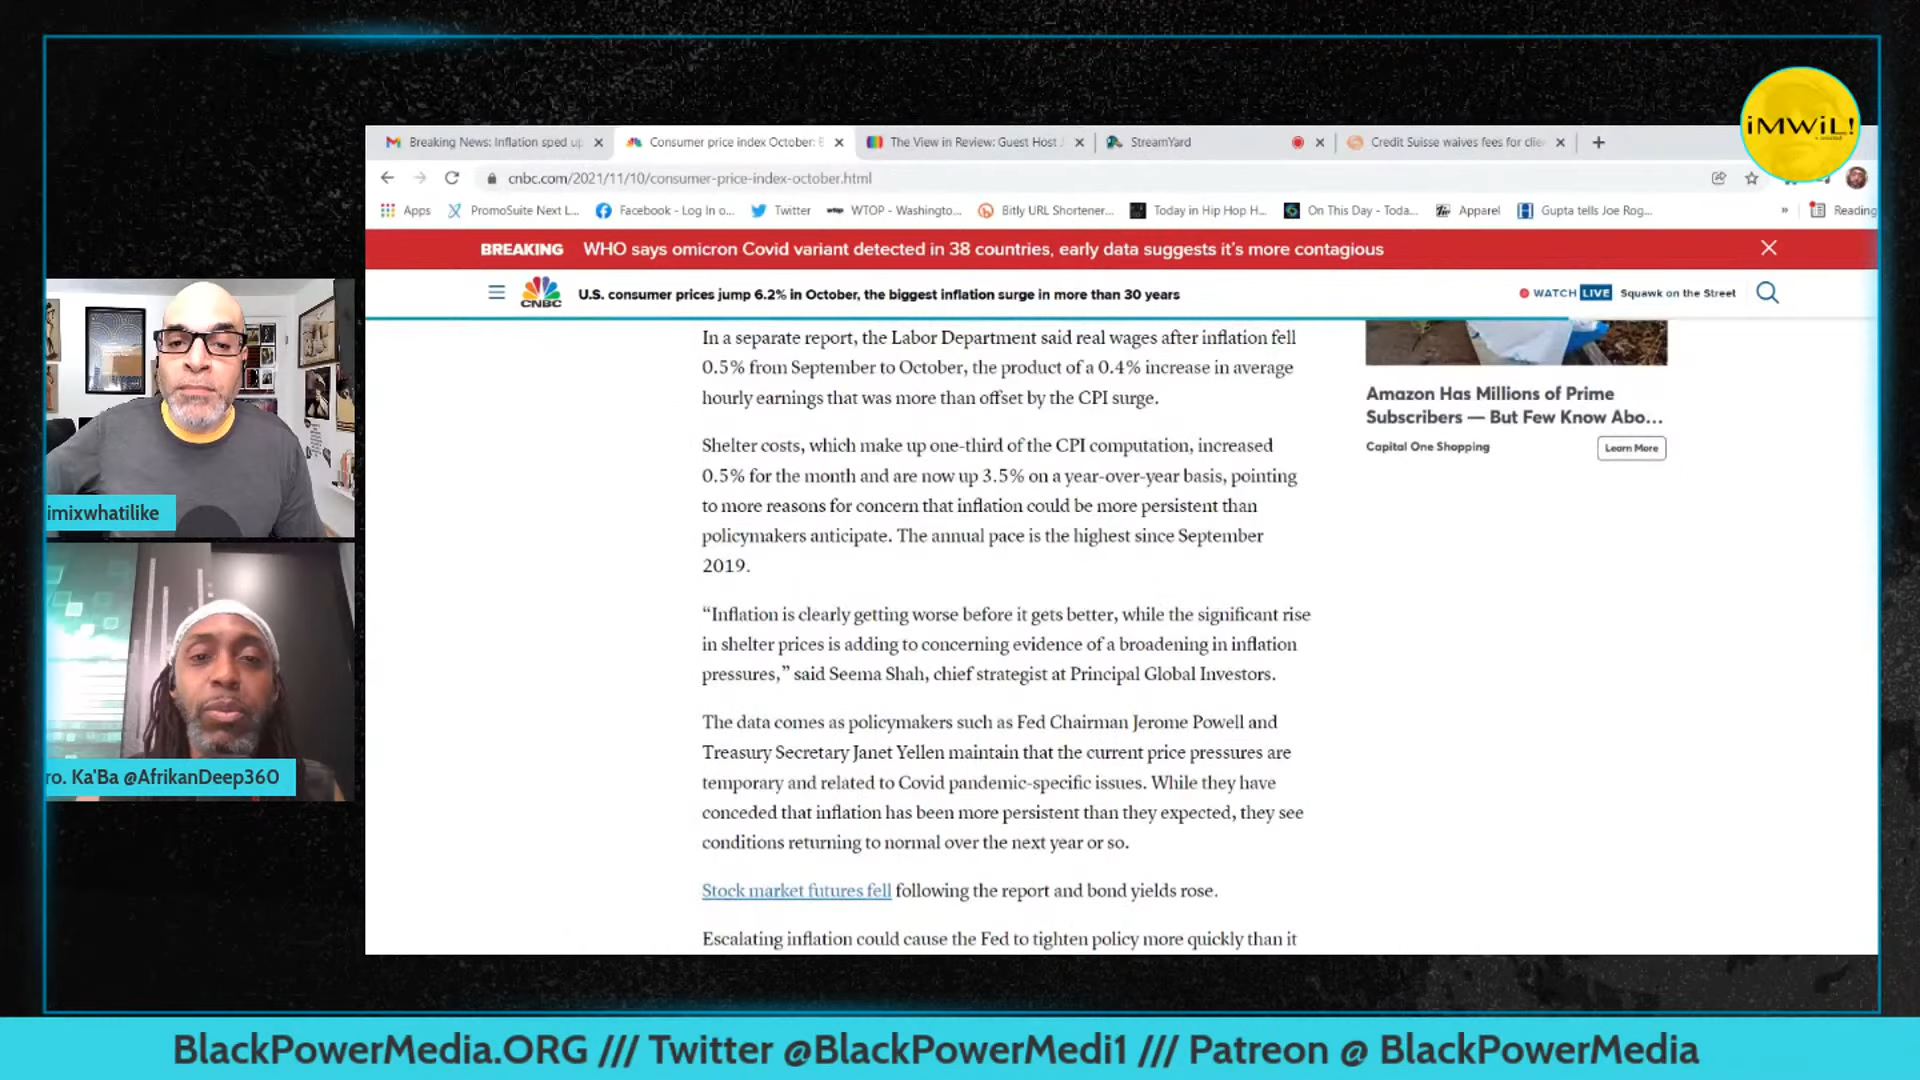 iMWiL!
Breaking News: Inflation sped up
Consumer price index October: E
The View in Review: Guest Host J
StreamYard
Credit Suisse waives fees for clie
cnbc.com/2021/11/10/consumer-price-index-october.html
Apps
PromoSuite Next L...
Facebook - Log In o...
Twitter
WTOP - Washingto...
Bitly URL Shortener...
Today in Hip Hop H...
On This Day - Toda...
Apparel
Gupta tells Joe Rog...
»
Reading
BREAKING WHO says omicron Covid variant detected in 38 countries, early data suggests it's more contagious
CNBC
U.S. consumer prices jump 6.2% in October, the biggest inflation surge in more than 30 years
WATCH LIVE Squawk on the Street
In a separate report, the Labor Department said real wages after inflation fell
0.5% from September to October, the product of a 0.4% increase in average
hourly earnings that was more than offset by the CPI surge.
Shelter costs, which make up one-third of the CPI computation, increased
0.5% for the month and are now up 3.5% on a year-over-year basis, pointing
to more reasons for concern that inflation could be more persistent than
policymakers anticipate. The annual pace is the highest since September
2019.
“Inflation is clearly getting worse before it gets better, while the significant rise
in shelter prices is adding to concerning evidence of a broadening in inflation
pressures,” said Seema Shah, chief strategist at Principal Global Investors.
The data comes as policymakers such as Fed Chairman Jerome Powell and
Treasury Secretary Janet Yellen maintain that the current price pressures are
temporary and related to Covid pandemic-specific issues. While they have
conceded that inflation has been more persistent than they expected, they see
conditions returning to normal over the next year or so.
Stock market futures fell following the report and bond yields rose.
Escalating inflation could cause the Fed to tighten policy more quickly than it
Amazon Has Millions of Prime
Subscribers — But Few Know Abo...
Capital One Shopping
Learn More
imixwhatilike
ro. Ka'Ba @AfrikanDeep360
BlackPowerMedia.ORG /// Twitter @BlackPowerMedi1 /// Patreon @ BlackPowerMedia